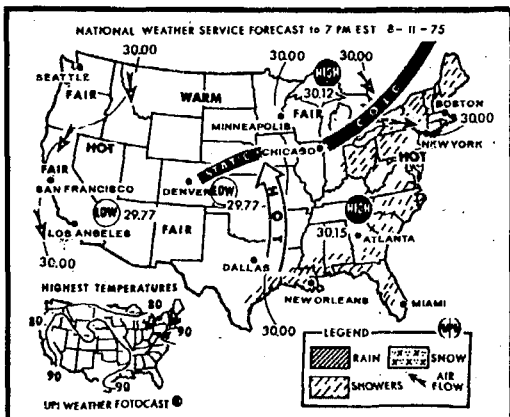 NATIONAL WEATHER SERVICE FORECAST to 7 PM EST 8-11-75
30.00
30.00
30.00
SEATTLE
HIGH
30.12
FAIR
WARM
FAIR
BOSTON
30.00
MINNEAPOLIS
NEW YORK
HOT
COLD
CHICAGO
STAT.
HOT
FAIR
SAN FRANCISCO
DENVER
LOW
29.77
LOW
29.77
HIGH
LOS ANGELES
FAIR
HOT
30.15
ATLANTA
30.00
DALLAS
HIGHEST TEMPERATURES
NEW ORLEANS
MIAMI
80
80
30.00
80
90
90
90
LEGEND
UPI
RAIN
SNOW
SHOWERS
AIR
FLOW
UPI WEATHER FOTOCAST ©